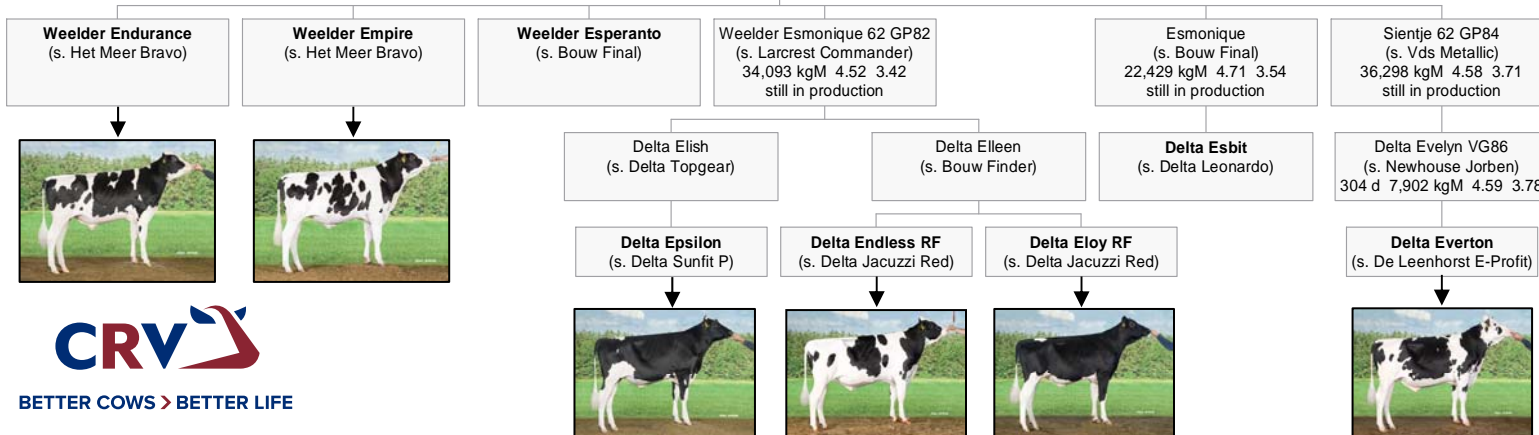 Weelder Endurance
(s. Het Meer Bravo)
Weelder Empire
(s. Het Meer Bravo)
Weelder Esperanto
(s. Bouw Final)
Weelder Esmonique 62 GP82
(s. Larcrest Commander)
34,093 kgM 4.52 3.42
still in production
Esmonique
(s. Bouw Final)
22,429 kgM 4.71 3.54
still in production
Sientje 62 GP84
(s. Vds Metallic)
36,298 kgM 4.58 3.71
still in production
Delta Elish
(s. Delta Topgear)
Delta Elleen
(s. Bouw Finder)
Delta Esbit
(s. Delta Leonardo)
Delta Evelyn VG86
(s. Newhouse Jorben)
304 d 7,902 kgM 4.59 3.78
Delta Epsilon
(s. Delta Sunfit P)
Delta Endless RF
(s. Delta Jacuzzi Red)
Delta Eloy RF
(s. Delta Jacuzzi Red)
Delta Everton
(s. De Leenhorst E-Profit)
CRV
BETTER COWS > BETTER LIFE